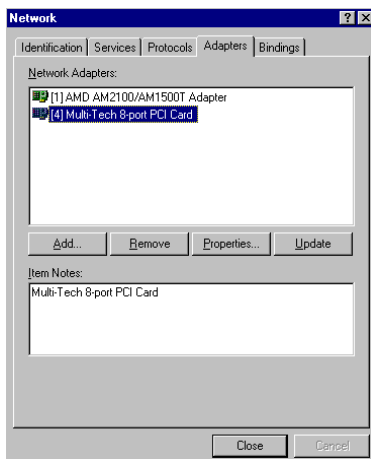 Network
Identification Services Protocols Adapters Bindings
Network Adapters:
[1] AMD AM2100/AM1500T Adapter
[4] Multi-Tech 8-port PCI Card
Add... Remove Properties... Update
Item Notes:
Multi-Tech 8-port PCI Card
Close Cancel